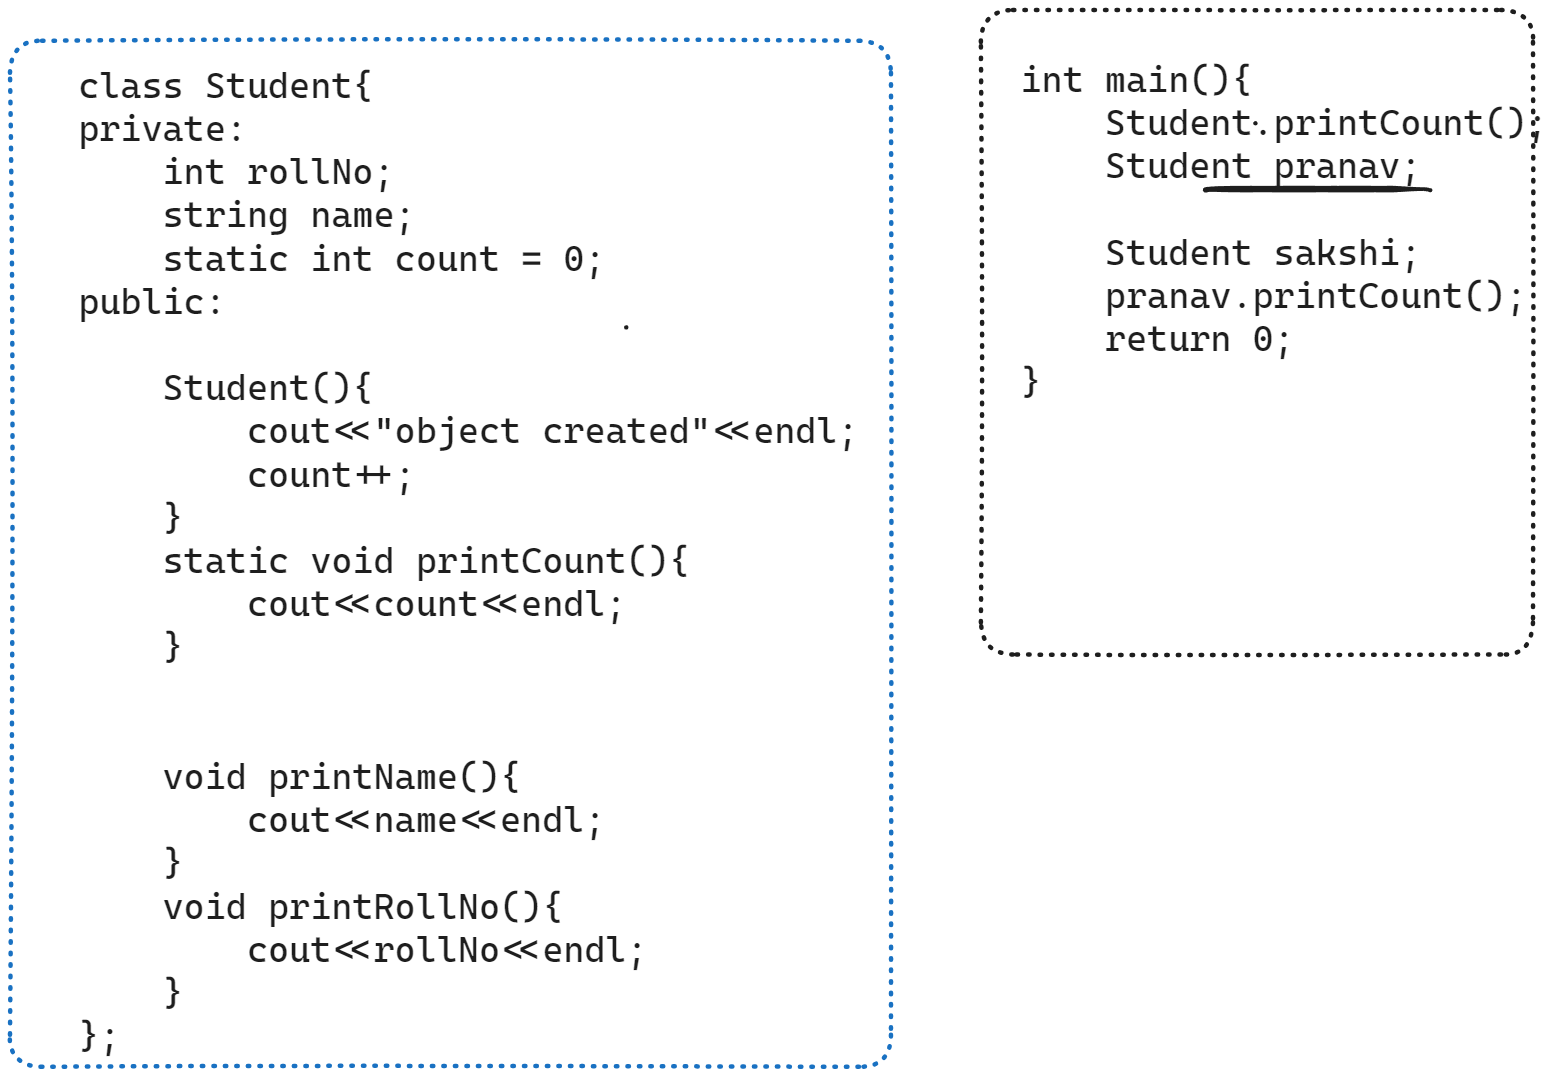 class Student{
private:
    int rollNo;
    string name;
    static int count = 0;
public:
    Student(){
        cout<<"object created"<<endl;
        count++;
    }
    static void printCount(){
        cout<<count<<endl;
    }
    void printName(){
        cout<<name<<endl;
    }
    void printRollNo(){
        cout<<rollNo<<endl;
    }
};
int main(){
    Student.printCount();
    Student pranav;
    Student sakshi;
    pranav.printCount();
    return 0;
}